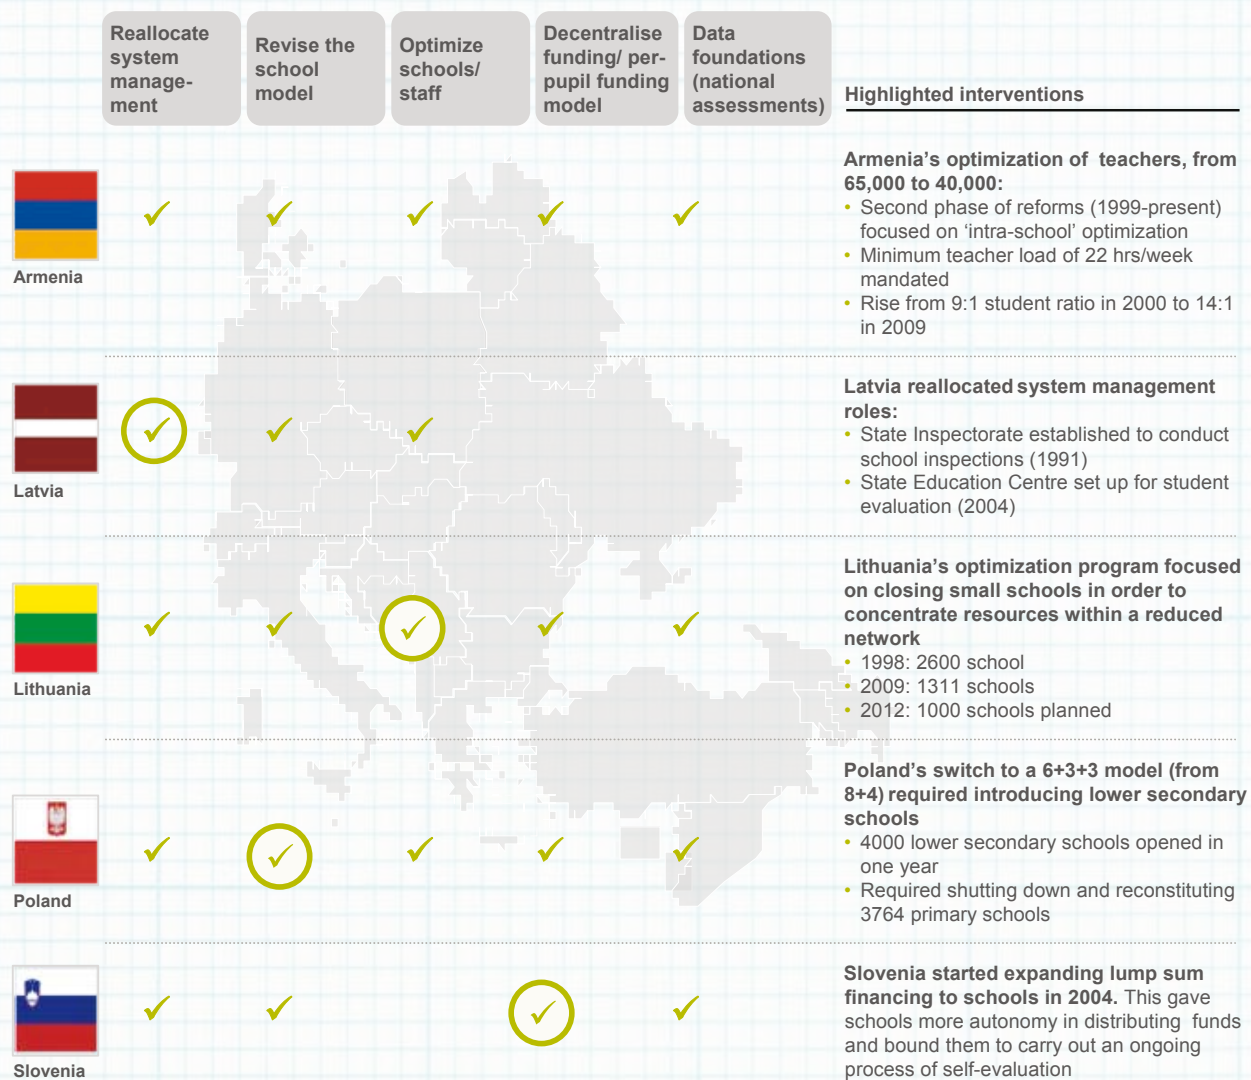 Reallocate
system
manage-
ment
Revise the
school
model
Optimize
schools/
staff
Decentralise
funding/ per-
pupil funding
model
Data
foundations
(national
assessments)
Highlighted interventions
Armenia
Armenia's optimization of teachers, from
65,000 to 40,000:
• Second phase of reforms (1999-present)
focused on 'intra-school' optimization
• Minimum teacher load of 22 hrs/week
mandated
• Rise from 9:1 student ratio in 2000 to 14:1
in 2009
Latvia
Latvia reallocated system management
roles:
• State Inspectorate established to conduct
school inspections (1991)
• State Education Centre set up for student
evaluation (2004)
Lithuania
Lithuania's optimization program focused
on closing small schools in order to
concentrate resources within a reduced
network
• 1998: 2600 school
• 2009: 1311 schools
• 2012: 1000 schools planned
Poland
Poland's switch to a 6+3+3 model (from
8+4) required introducing lower secondary
schools
• 4000 lower secondary schools opened in
one year
• Required shutting down and reconstituting
3764 primary schools
Slovenia
Slovenia started expanding lump sum
financing to schools in 2004. This gave
schools more autonomy in distributing funds
and bound them to carry out an ongoing
process of self-evaluation